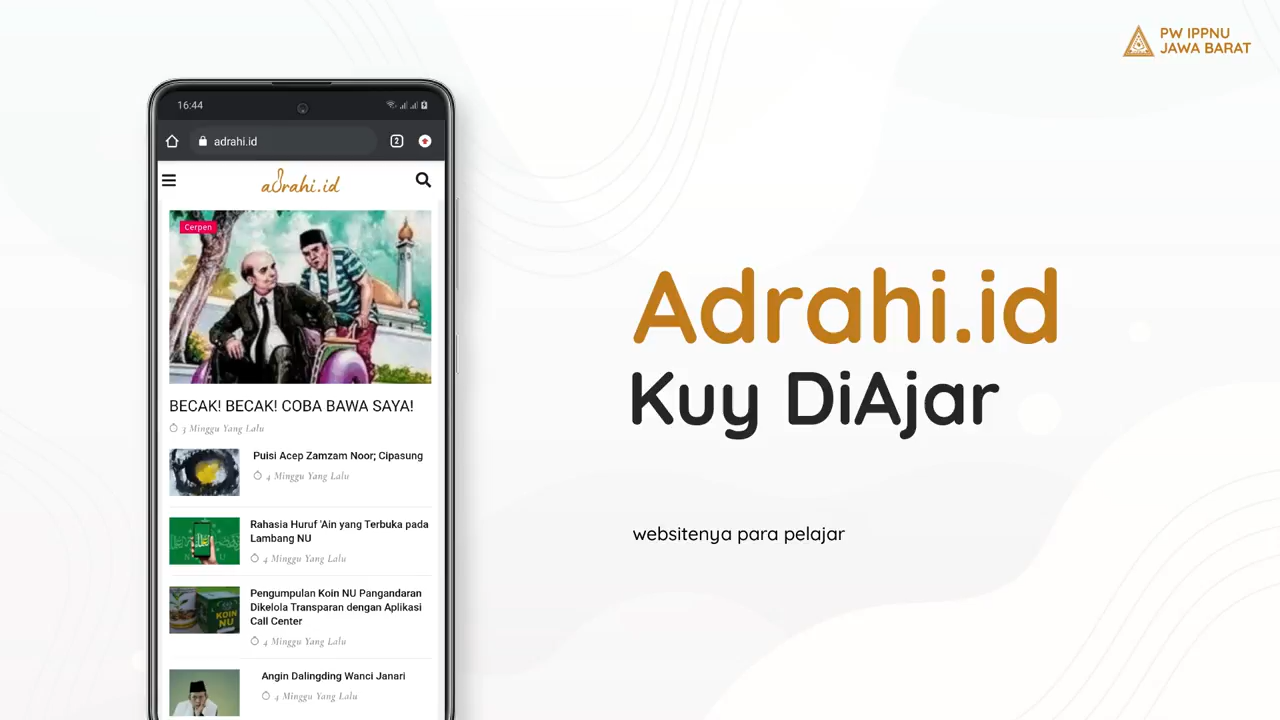 PW IPPNU
JAWA BARAT
16:44
adrahi.id
2
adrahi.id
Cerpen
BECAK! BECAK! COBA BAWA SAYA!
3 Minggu Yang Lalu
Puisi Acep Zamzam Noor; Cipasung
4 Minggu Yang Lalu
Rahasia Huruf 'Ain yang Terbuka pada
Lambang NU
4 Minggu Yang Lalu
Pengumpulan Koin NU Pangandaran
Dikelola Transparan dengan Aplikasi
Call Center
4 Minggu Yang Lalu
KOIN
NU
Angin Dalingding Wanci Janari
4 Minggu Yang Lalu
Adrahi.id
Kuy DiAjar
websitenya para pelajar